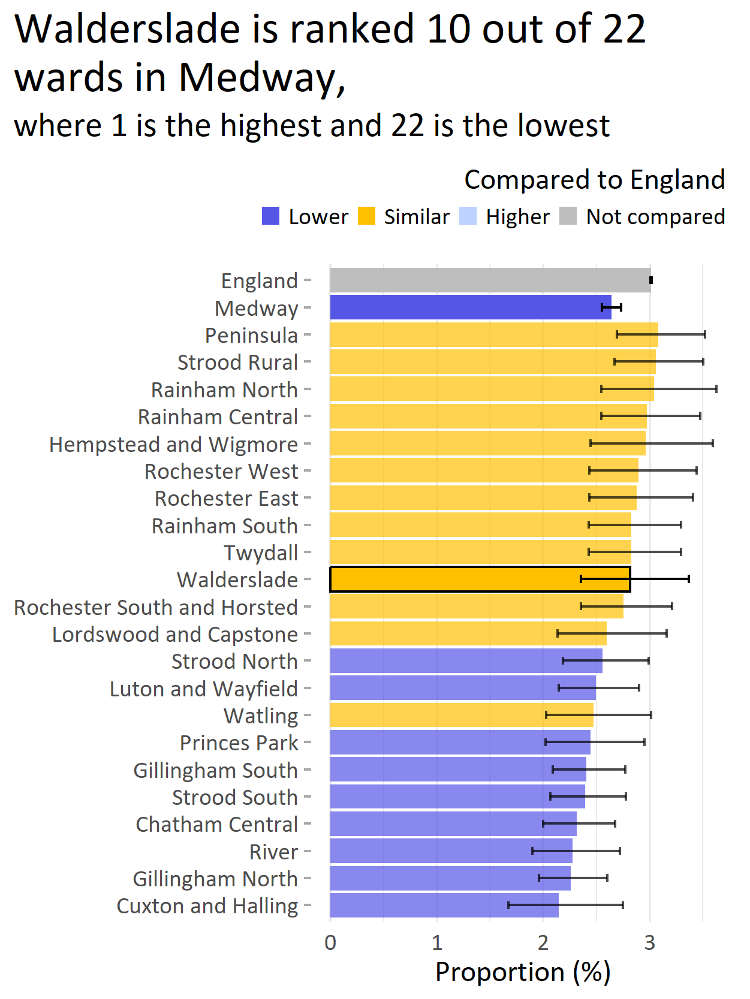 Walderslade is ranked 10 out of 22
wards in Medway,
where 1 is the highest and 22 is the lowest
Compared to England
Lower Similar Higher Not compared
England
Medway
Peninsula
Strood Rural
Rainham North
Rainham Central
Hempstead and Wigmore
Rochester West
Rochester East
Rainham South
Twydall
Walderslade
Rochester South and Horsted
Lordswood and Capstone
Strood North
Luton and Wayfield
Watling
Princes Park
Gillingham South
Strood South
Chatham Central
River
Gillingham North
Cuxton and Halling
0 1 2 3
Proportion (%)